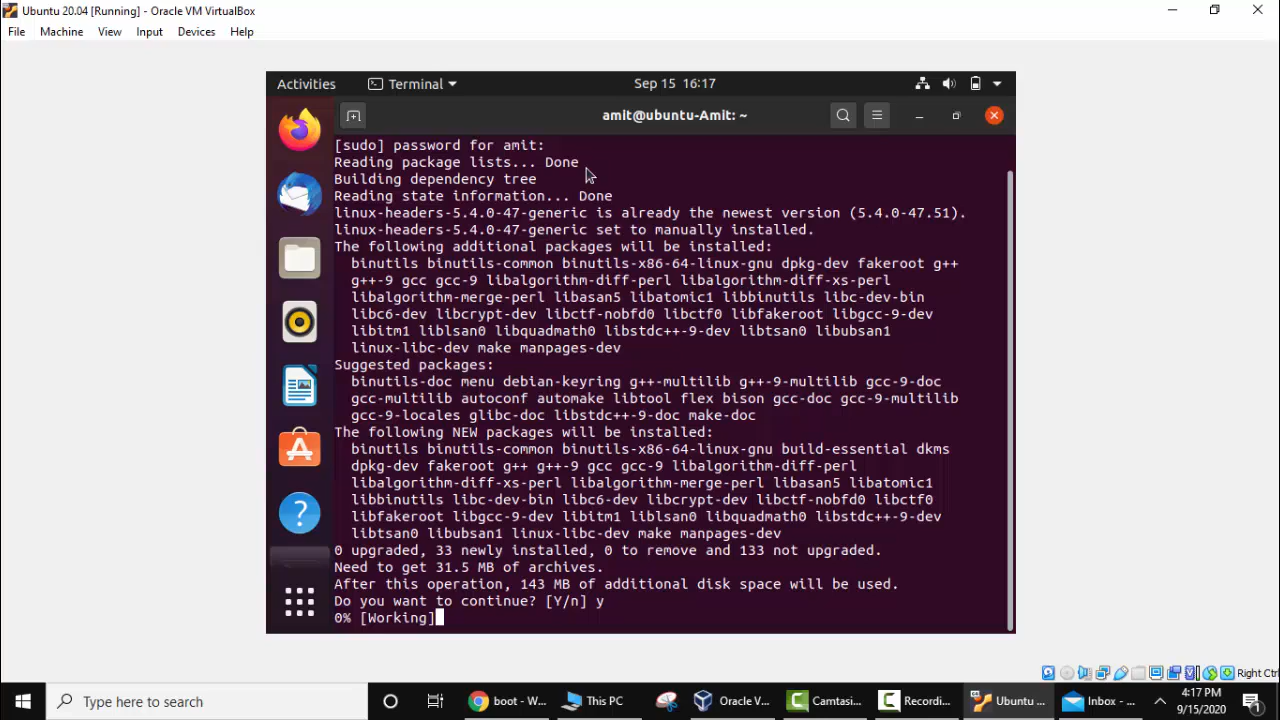 Ubuntu 20.04 [Running] - Oracle VM VirtualBox
File Machine View Input Devices Help
Activities Terminal Sep 15 16:17
amit@ubuntu-Amit: ~
[sudo] password for amit:
Reading package lists... Done
Building dependency tree
Reading state information... Done
linux-headers-5.4.0-47-generic is already the newest version (5.4.0-47.51).
linux-headers-5.4.0-47-generic set to manually installed.
The following additional packages will be installed:
binutils binutils-common binutils-x86-64-linux-gnu dpkg-dev fakeroot g++
g++-9 gcc gcc-9 libalgorithm-diff-perl libalgorithm-diff-xs-perl
libalgorithm-merge-perl libasan5 libatomic1 libbinutils libc-dev-bin
libc6-dev libcrypt-dev libctf-nobfd0 libctf0 libfakeroot libgcc-9-dev
libitm1 liblsan0 libquadmath0 libstdc++-9-dev libtsan0 libubsan1
linux-libc-dev make manpages-dev
Suggested packages:
binutils-doc menu debian-keyring g++-multilib g++-9-multilib gcc-9-doc
gcc-multilib autoconf automake libtool flex bison gcc-doc gcc-9-multilib
gcc-9-locales glibc-doc libstdc++-9-doc make-doc
The following NEW packages will be installed:
binutils binutils-common binutils-x86-64-linux-gnu build-essential dkms
dpkg-dev fakeroot g++ g++-9 gcc gcc-9 libalgorithm-diff-perl
libalgorithm-diff-xs-perl libalgorithm-merge-perl libasan5 libatomic1
libbinutils libc-dev-bin libc6-dev libcrypt-dev libctf-nobfd0 libctf0
libfakeroot libgcc-9-dev libitm1 liblsan0 libquadmath0 libstdc++-9-dev
libtsan0 libubsan1 linux-libc-dev make manpages-dev
0 upgraded, 33 newly installed, 0 to remove and 133 not upgraded.
Need to get 31.5 MB of archives.
After this operation, 143 MB of additional disk space will be used.
Do you want to continue? [Y/n] y
0% [Working]
Right Ctrl
Type here to search boot - W... This PC Oracle V... Camtasi... Recordi... Ubuntu ... Inbox - ... 4:17 PM
9/15/2020 1